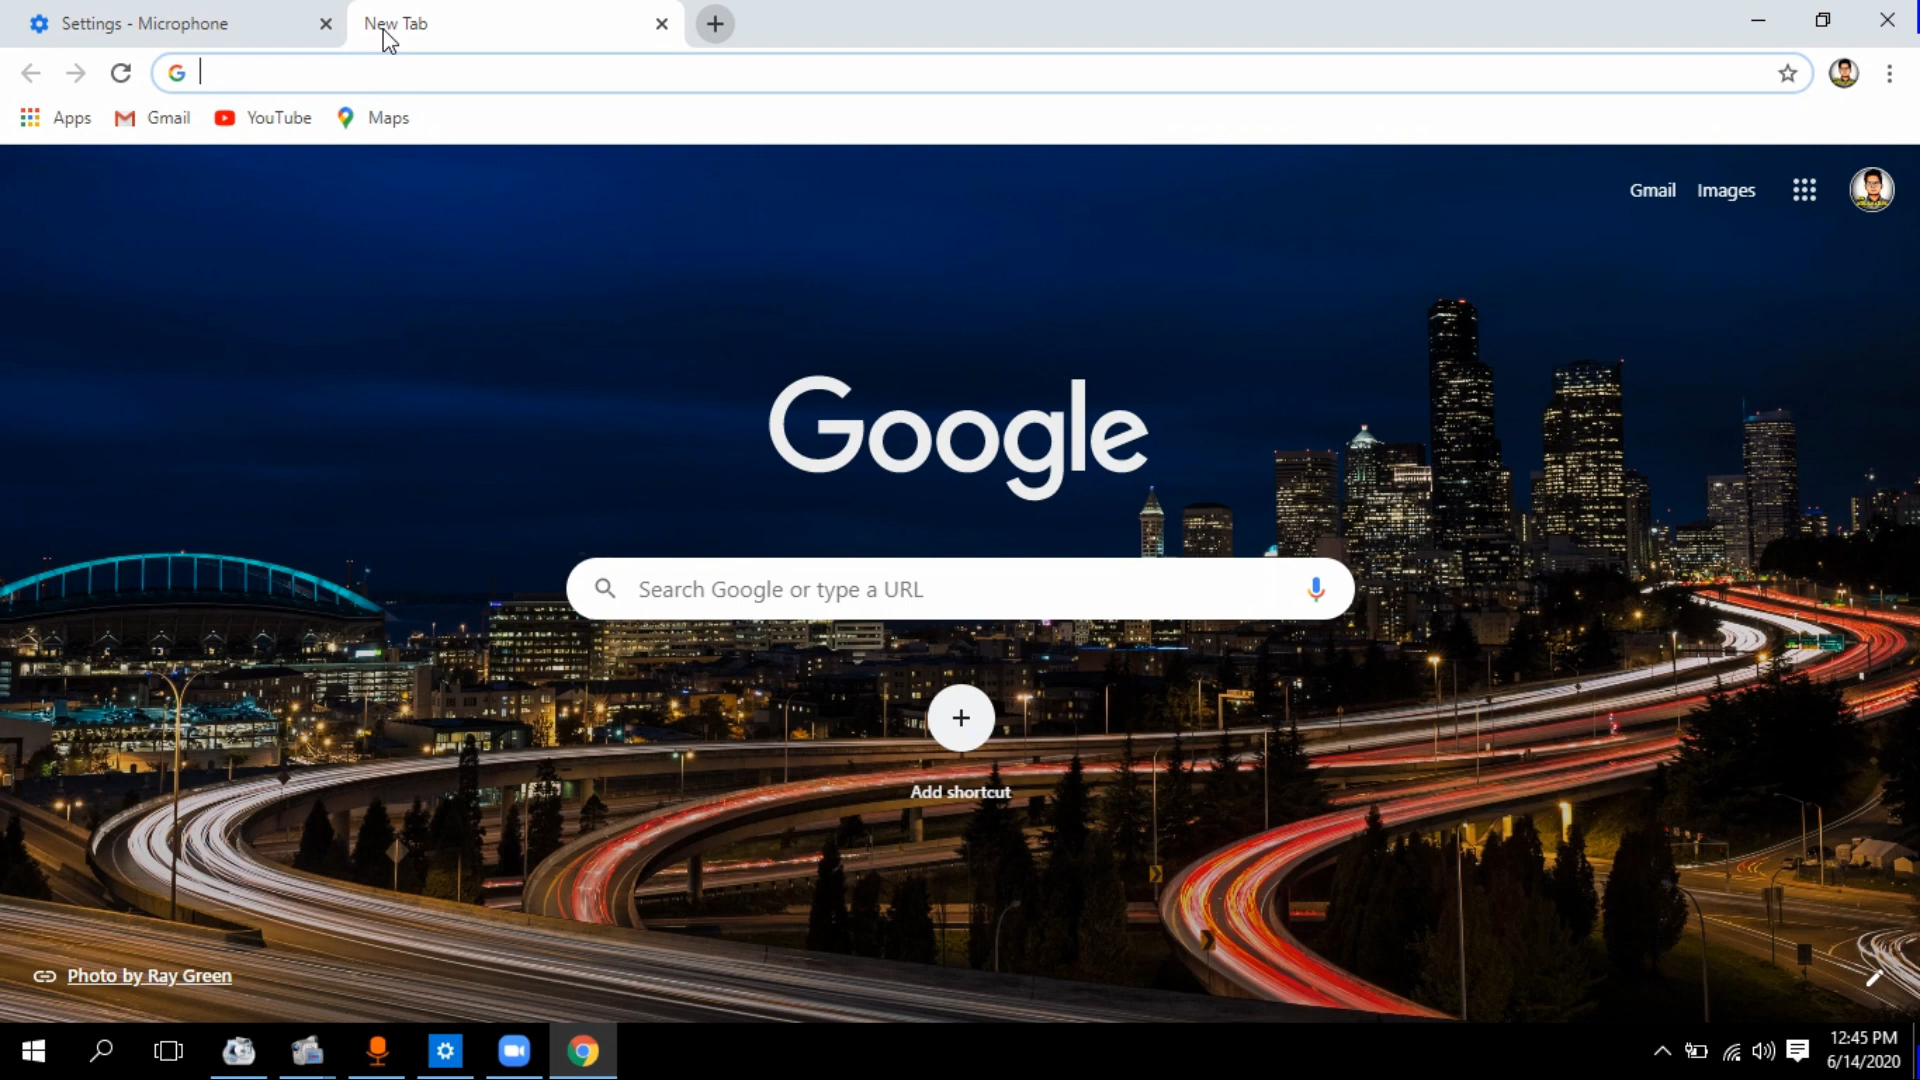 Settings - Microphone
New Tab
Apps
Gmail
YouTube
Maps
Gmail
Images
Google
Search Google or type a URL
Add shortcut
Photo by Ray Green
12:45 PM
6/14/2020